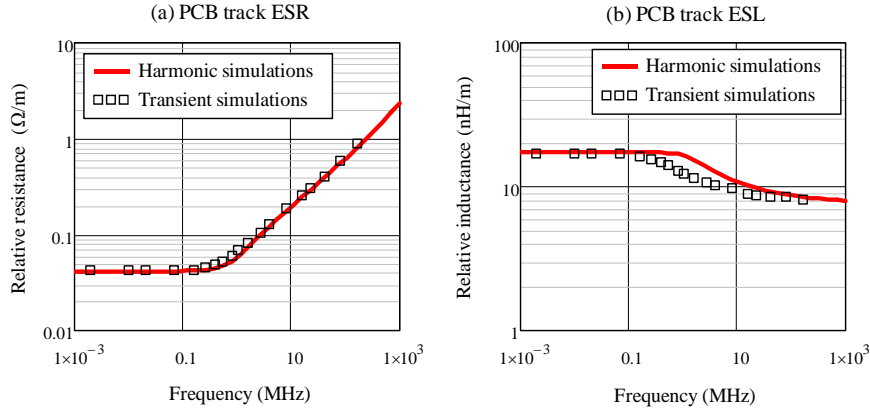 (a) PCB track ESR
10
1
0.1
0.01
1×10⁻³
0.1
10
1×10³
Relative resistance (Ω/m)
Frequency (MHz)
Harmonic simulations
Transient simulations
(b) PCB track ESL
100
10
1
1×10⁻³
0.1
10
1×10³
Relative inductance (nH/m)
Frequency (MHz)
Harmonic simulations
Transient simulations